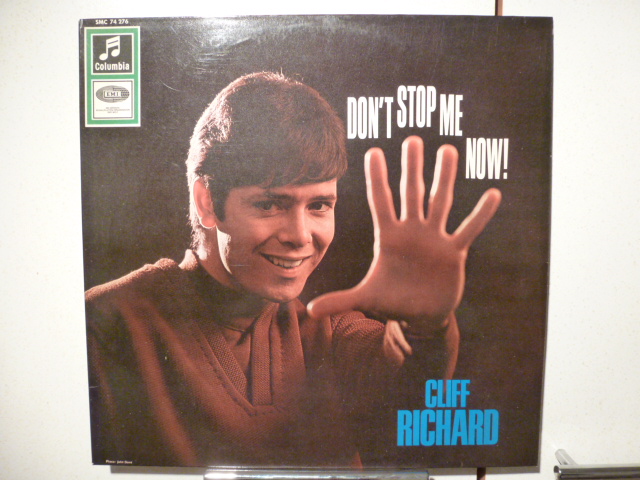 SMC 74 276
Columbia
EMI
DON'T STOP ME
NOW!
CLIFF
RICHARD